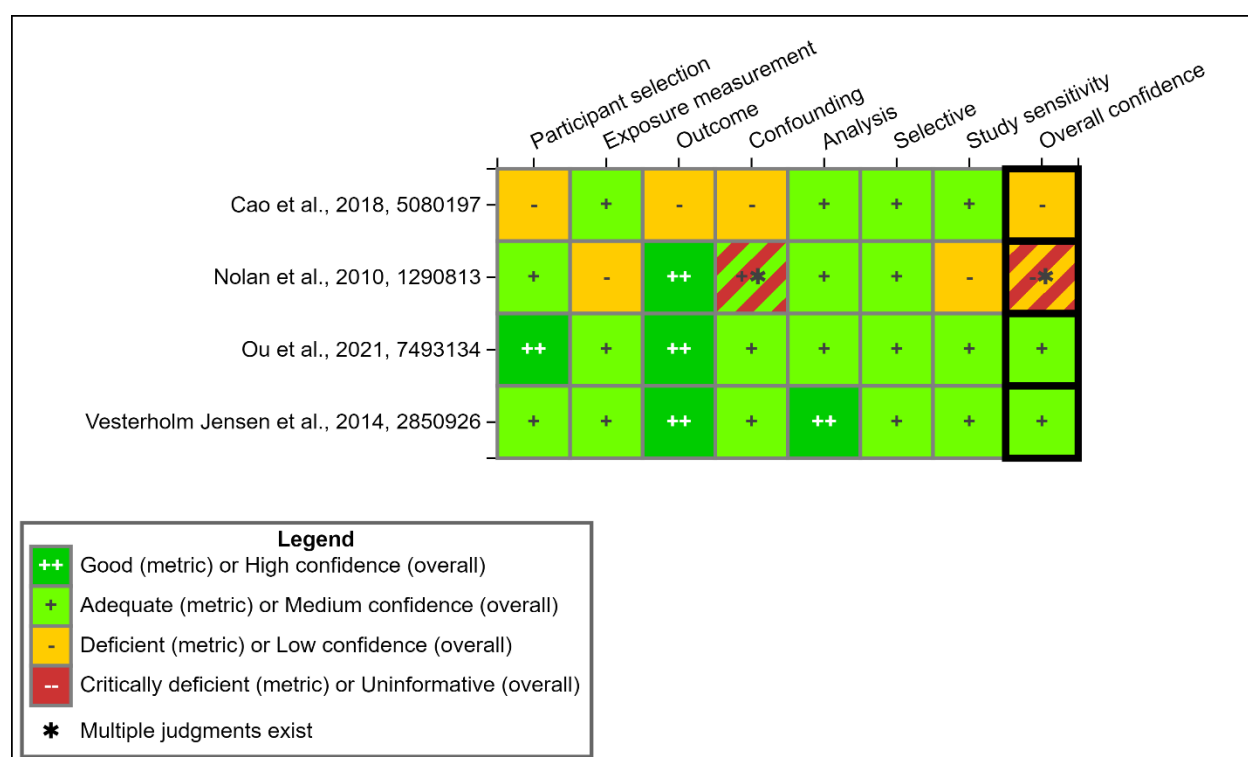 Participant selection
Exposure measurement
Outcome
Confounding
Analysis
Selective
Study sensitivity
Overall confidence
Cao et al., 2018, 5080197 - + - - + + + -
Nolan et al., 2010, 1290813 + - ++ +* + + - -*
Ou et al., 2021, 7493134 ++ + ++ + + + + +
Vesterholm Jensen et al., 2014, 2850926 + + ++ + ++ + + +
Legend
++ Good (metric) or High confidence (overall)
+ Adequate (metric) or Medium confidence (overall)
- Deficient (metric) or Low confidence (overall)
-- Critically deficient (metric) or Uninformative (overall)
* Multiple judgments exist